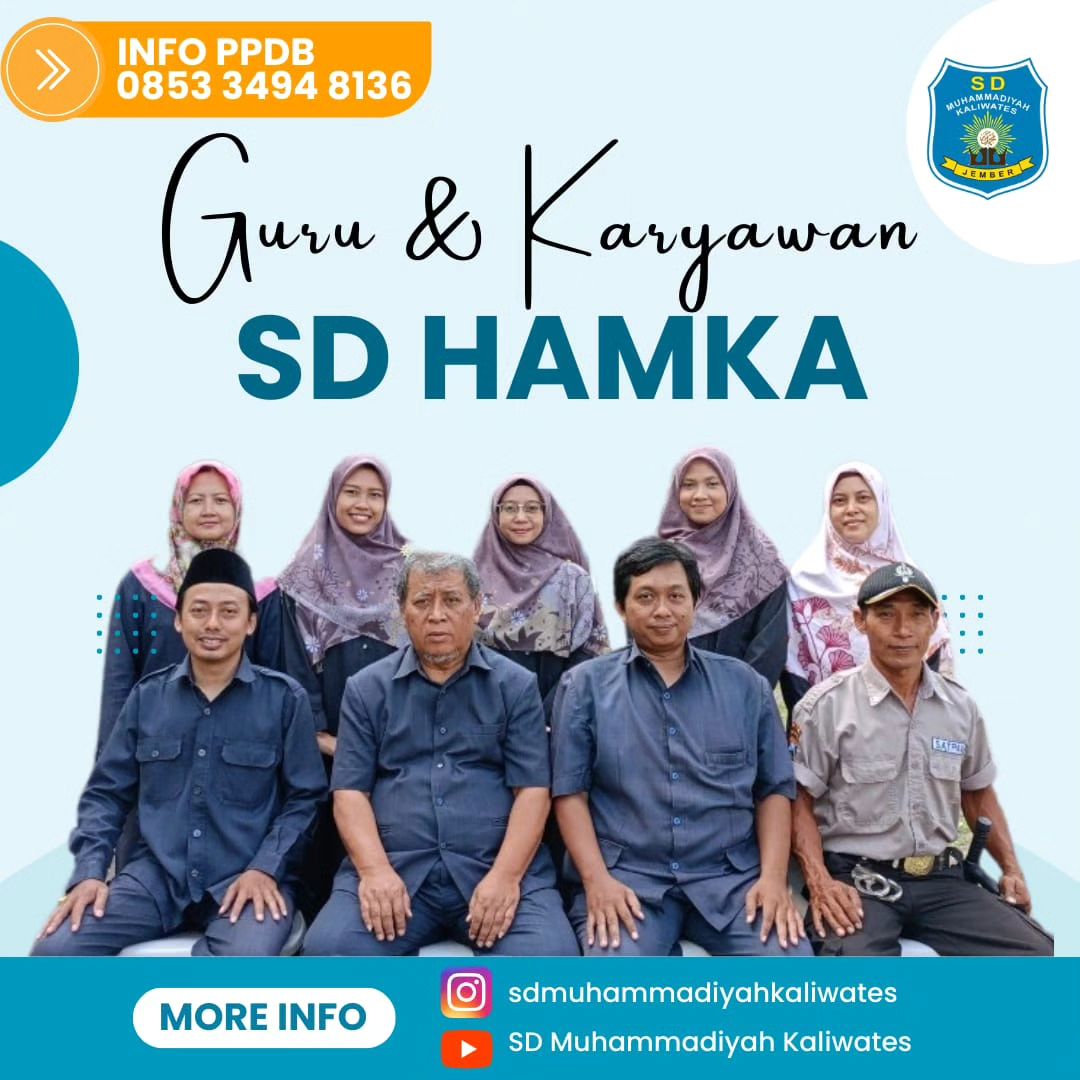 INFO PPDB
0853 3494 8136
SD
MUHAMMADIYAH
KALIWATES
JEMBER
Guru & Karyawan
SD HAMKA
MORE INFO
sdmuhammadiyahkaliwates
SD Muhammadiyah Kaliwates